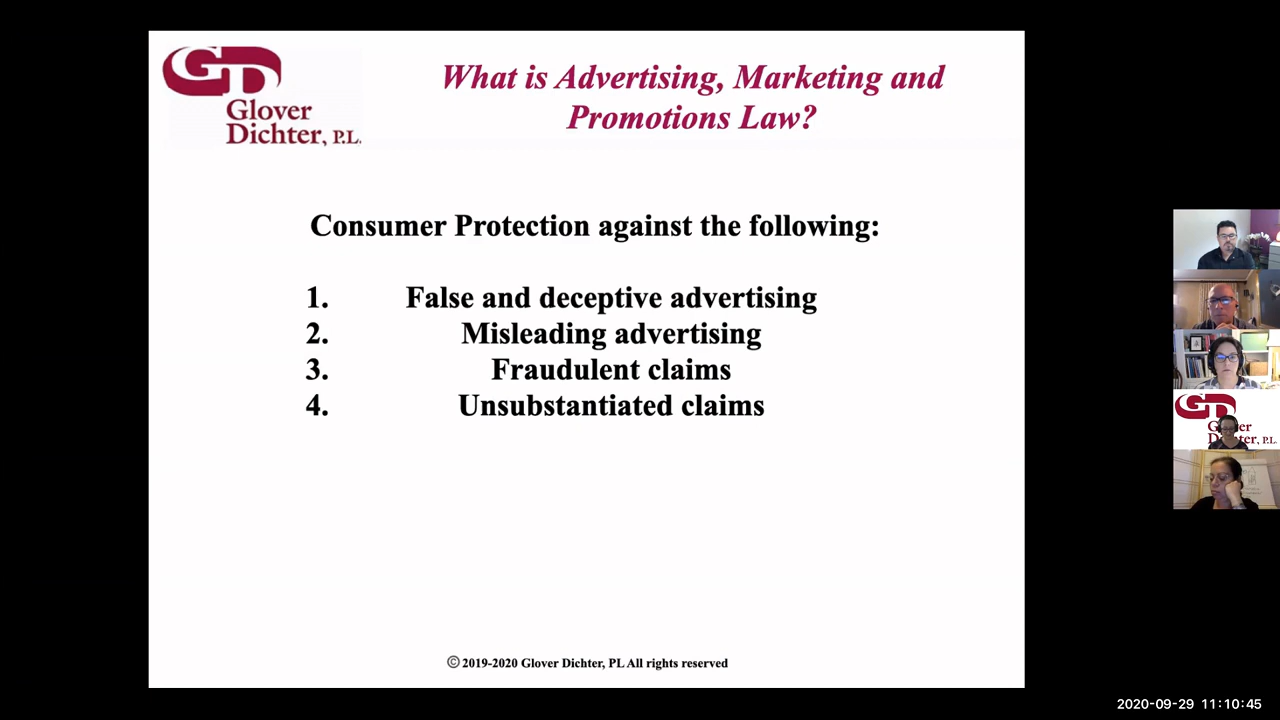 GD
Glover
Dichter, P.L.
What is Advertising, Marketing and
Promotions Law?
Consumer Protection against the following:
1. False and deceptive advertising
2. Misleading advertising
3. Fraudulent claims
4. Unsubstantiated claims
© 2019-2020 Glover Dichter, PL All rights reserved
GD
2020-09-29 11:10:45